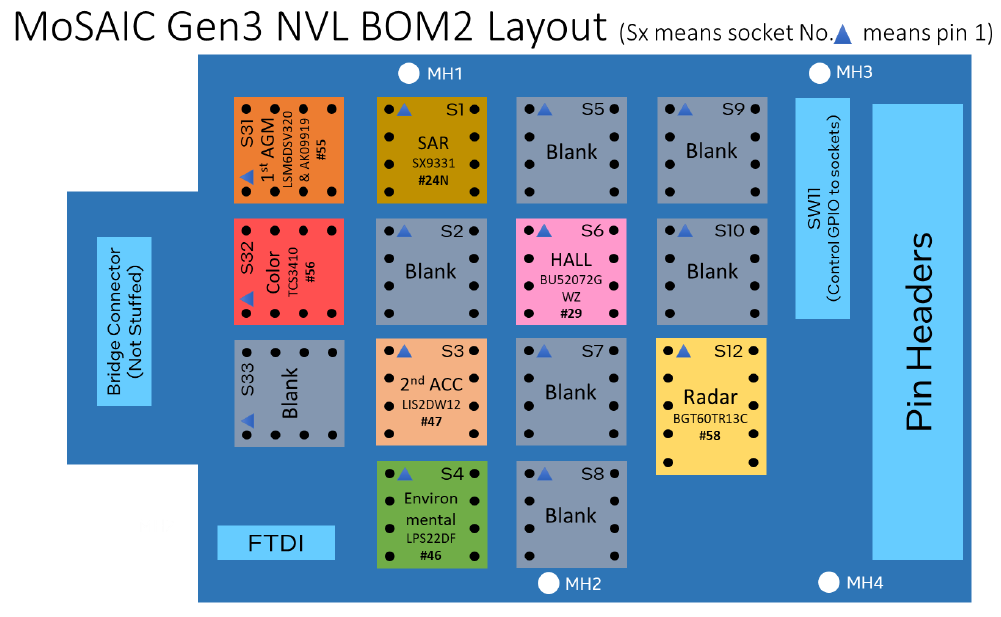 MoSAIC Gen3 NVL BOM2 Layout (Sx means socket No. means pin 1)
MH1
MH3
S31
1st AGM
LSM6DSV320
& AK09919
#55
S1
SAR
SX9331
#24N
S5
Blank
S9
Blank
SW11
(Control GPIO to sockets)
Pin Headers
Bridge Connector
(Not Stuffed)
S32
Color
TCS3410
#56
S2
Blank
S6
HALL
BU52072G
WZ
#29
S10
Blank
S33
Blank
S3
2nd ACC
LIS2DW12
#47
S7
Blank
S12
Radar
BGT60TR13C
#58
S4
Environ
mental
LPS22DF
#46
S8
Blank
FTDI
MH2
MH4